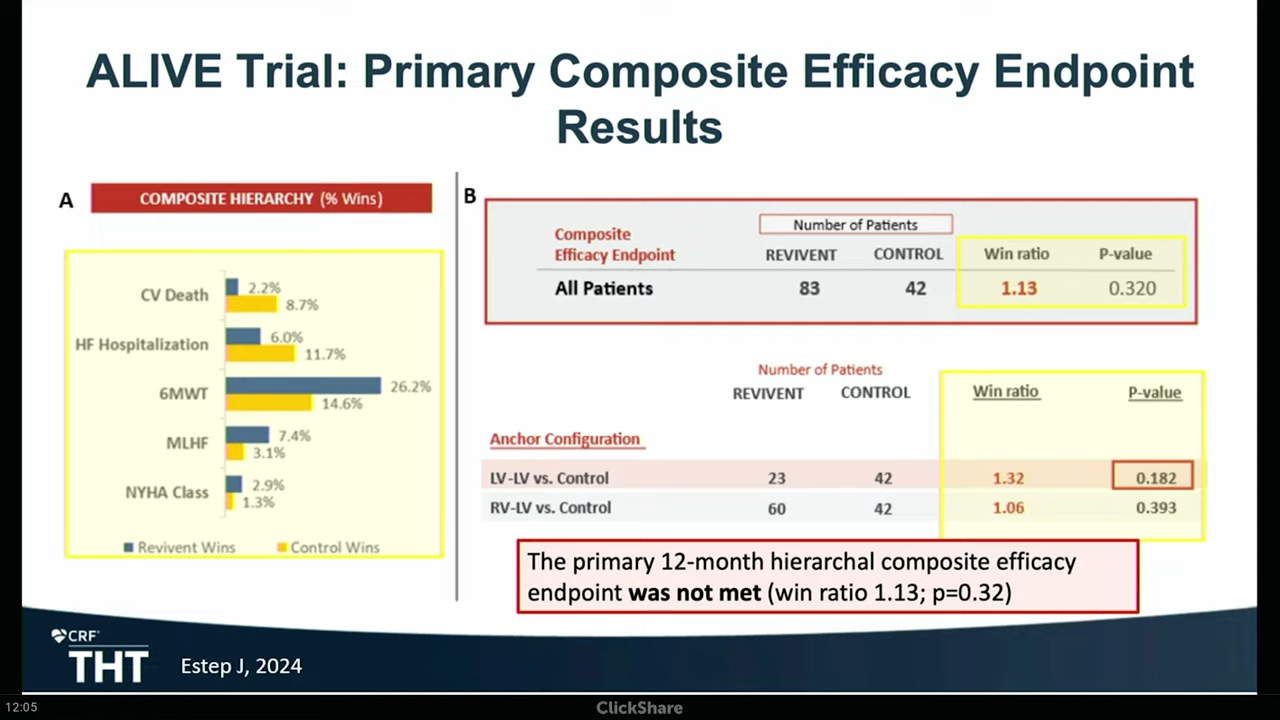 ALIVE Trial: Primary Composite Efficacy Endpoint
Results
A
COMPOSITE HIERARCHY (% Wins)
CV Death
2.2%
8.7%
HF Hospitalization
6.0%
11.7%
6MWT
26.2%
14.6%
MLHF
7.4%
3.1%
NYHA Class
2.9%
1.3%
Revivent Wins Control Wins
B
Number of Patients
Composite
Efficacy Endpoint REVIVENT CONTROL Win ratio P-value
All Patients 83 42 1.13 0.320
Number of Patients
REVIVENT CONTROL Win ratio P-value
Anchor Configuration
LV-LV vs. Control 23 42 1.32 0.182
RV-LV vs. Control 60 42 1.06 0.393
The primary 12-month hierarchal composite efficacy
endpoint was not met (win ratio 1.13; p=0.32)
CRF
THT
Estep J, 2024
12:05
ClickShare